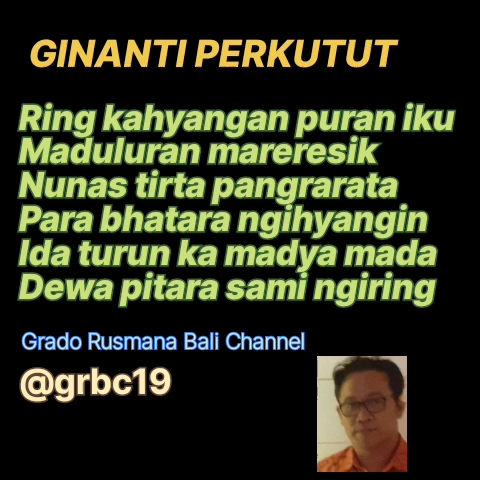 GINANTI PERKUTUT
Ring kahyangan puran iku
Maduluran mareresik
Nunas tirta pangrarata
Para bhatara ngihyangin
Ida turun ka madya mada
Dewa pitara sami ngiring
Grado Rusmana Bali Channel
@grbc19